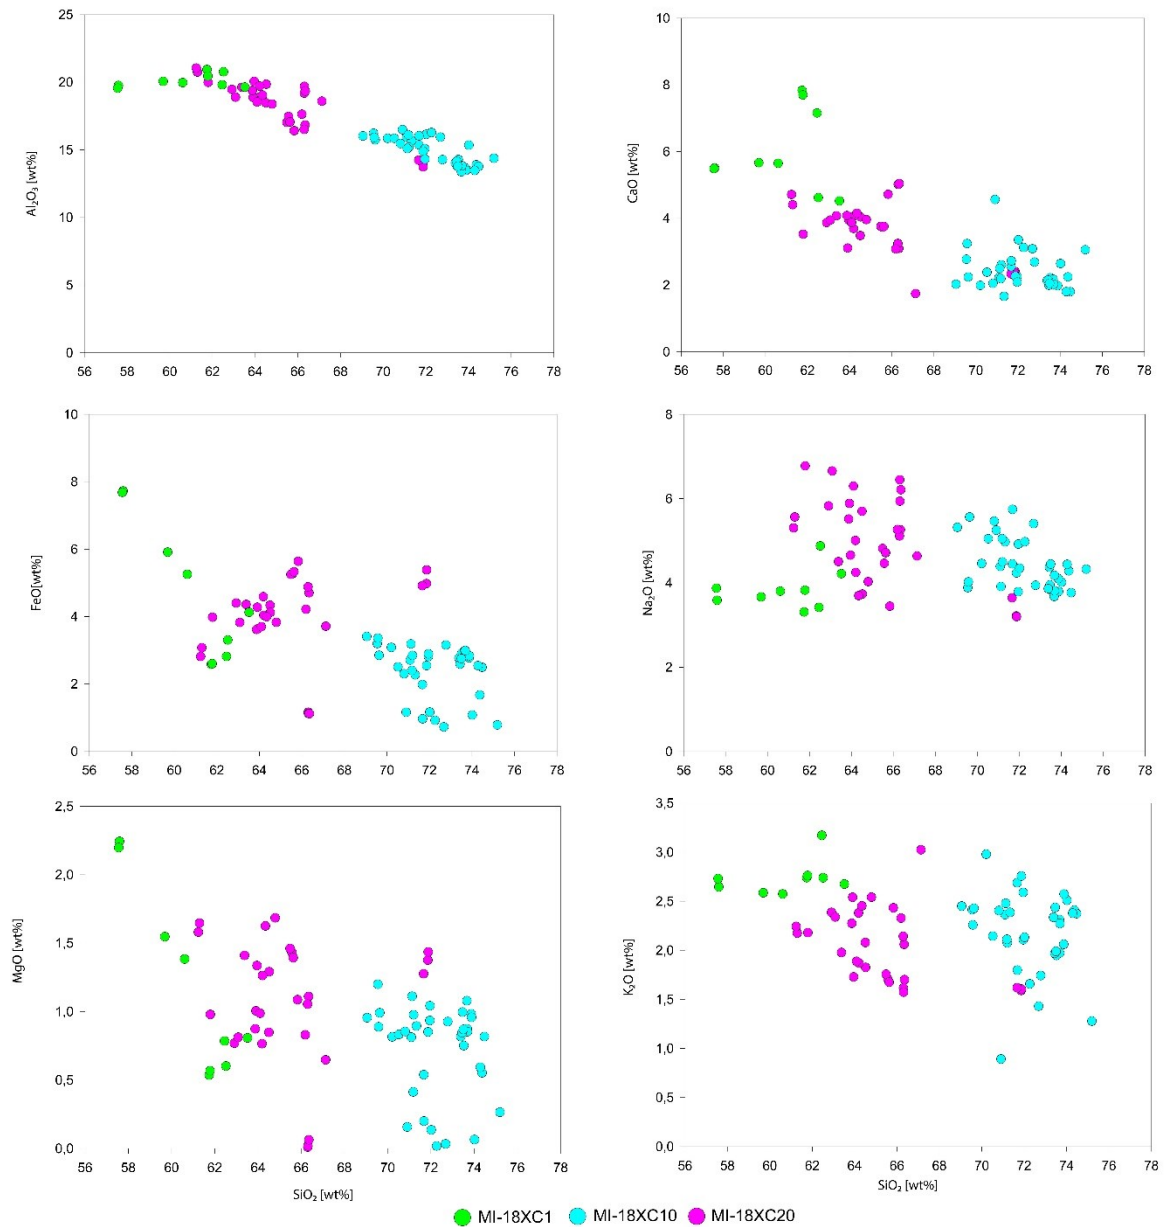 25
20
15
10
5
0
Al₂O₃ [wt%]
56 58 60 62 64 66 68 70 72 74 76 78
10
8
6
4
2
0
CaO [wt%]
56 58 60 62 64 66 68 70 72 74 76 78
10
8
6
4
2
0
FeO[wt%]
56 58 60 62 64 66 68 70 72 74 76 78
8
6
4
2
0
Na₂O [wt%]
56 58 60 62 64 66 68 70 72 74 76 78
2,5
2,0
1,5
1,0
0,5
0,0
MgO [wt%]
56 58 60 62 64 66 68 70 72 74 76 78
SiO₂ [wt%]
3,5
3,0
2,5
2,0
1,5
1,0
0,5
0,0
K₂O [wt%]
56 58 60 62 64 66 68 70 72 74 76 78
SiO₂ [wt%]
MI-18XC1 MI-18XC10 MI-18XC20